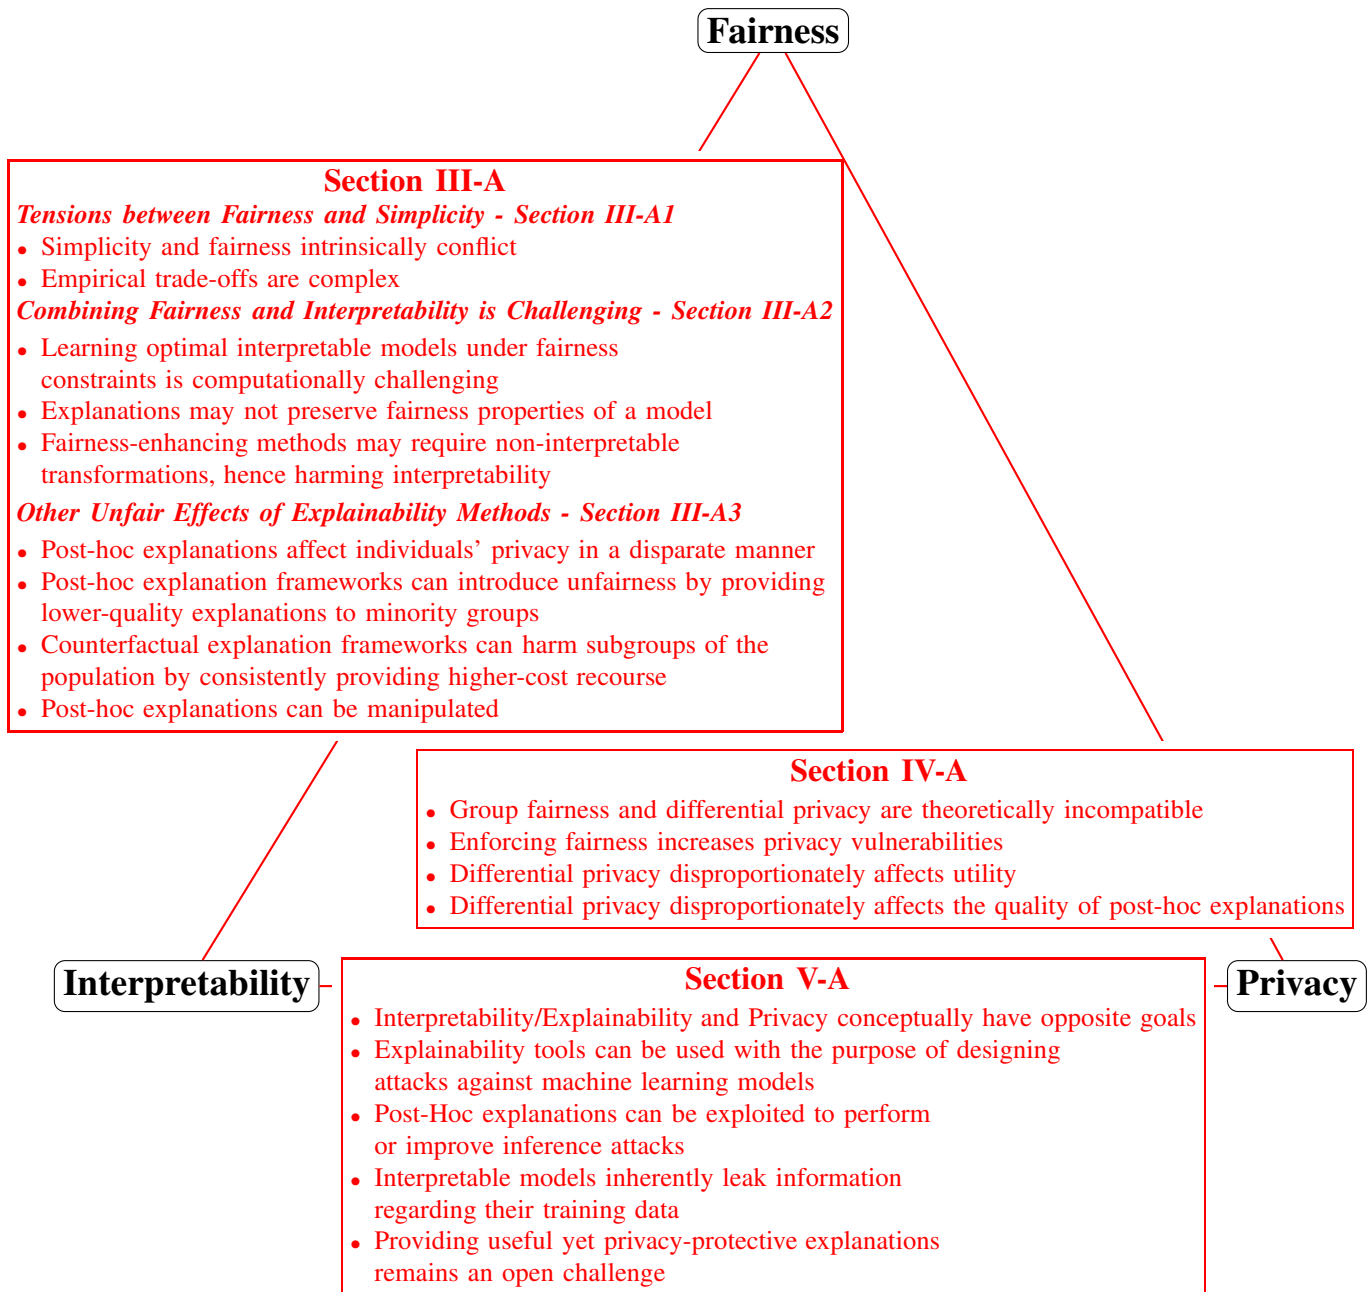 Fairness
Section III-A
Tensions between Fairness and Simplicity - Section III-A1
• Simplicity and fairness intrinsically conflict
• Empirical trade-offs are complex
Combining Fairness and Interpretability is Challenging - Section III-A2
• Learning optimal interpretable models under fairness
constraints is computationally challenging
• Explanations may not preserve fairness properties of a model
• Fairness-enhancing methods may require non-interpretable
transformations, hence harming interpretability
Other Unfair Effects of Explainability Methods - Section III-A3
• Post-hoc explanations affect individuals’ privacy in a disparate manner
• Post-hoc explanation frameworks can introduce unfairness by providing
lower-quality explanations to minority groups
• Counterfactual explanation frameworks can harm subgroups of the
population by consistently providing higher-cost recourse
• Post-hoc explanations can be manipulated
Section IV-A
• Group fairness and differential privacy are theoretically incompatible
• Enforcing fairness increases privacy vulnerabilities
• Differential privacy disproportionately affects utility
• Differential privacy disproportionately affects the quality of post-hoc explanations
Interpretability
Privacy
Section V-A
• Interpretability/Explainability and Privacy conceptually have opposite goals
• Explainability tools can be used with the purpose of designing
attacks against machine learning models
• Post-Hoc explanations can be exploited to perform
or improve inference attacks
• Interpretable models inherently leak information
regarding their training data
• Providing useful yet privacy-protective explanations
remains an open challenge